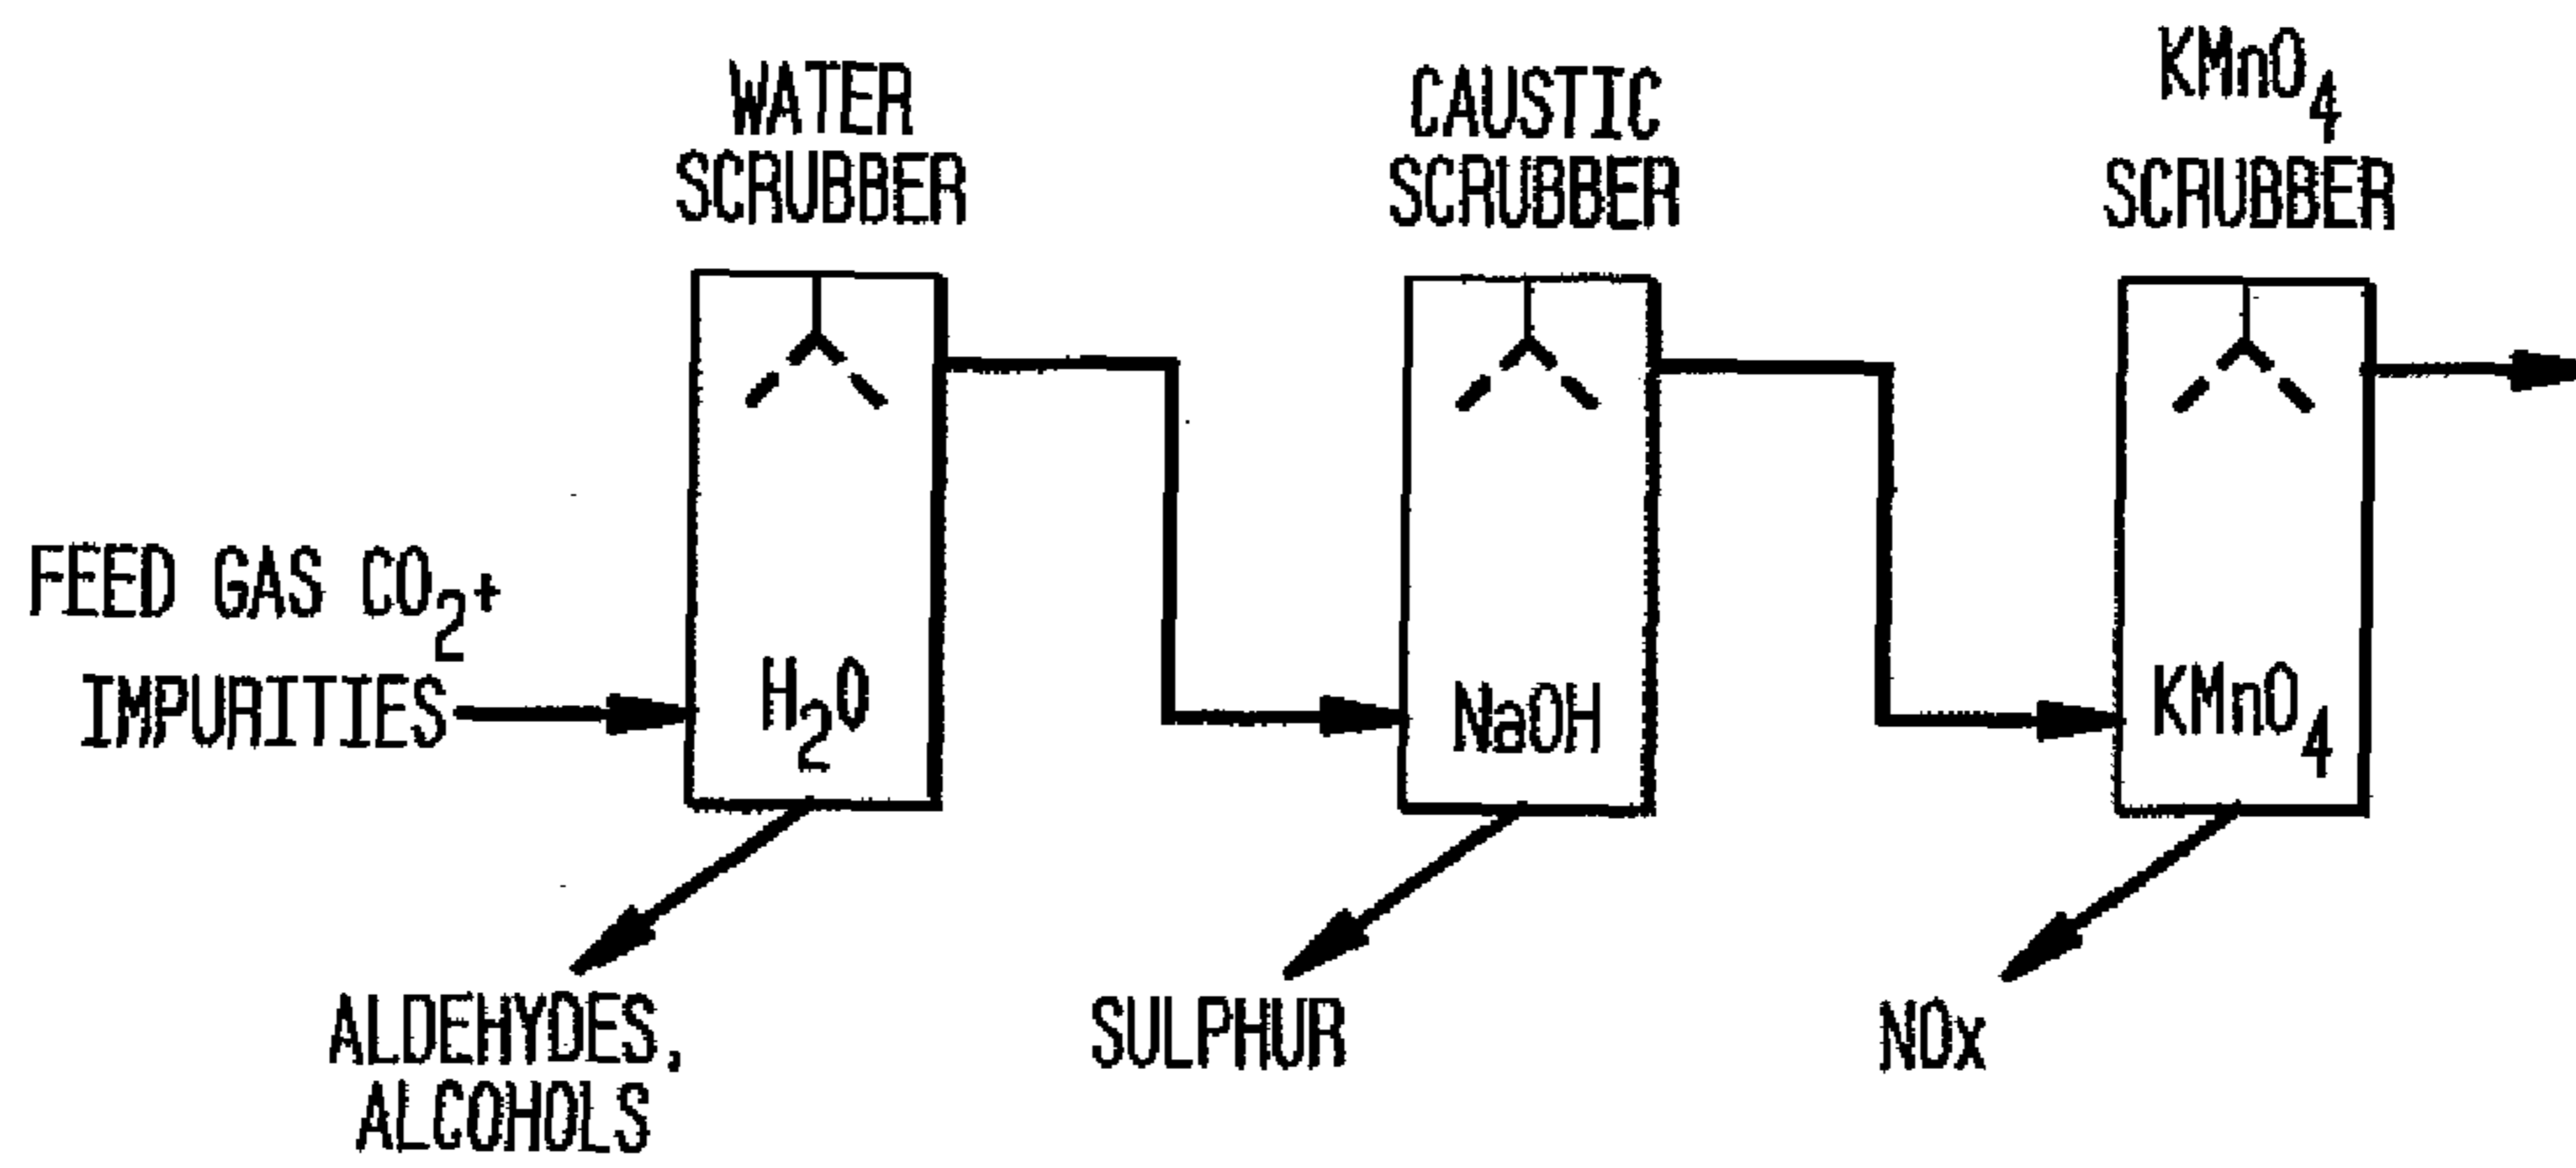 WATER
SCRUBBER
CAUSTIC
SCRUBBER
KMnO₄
SCRUBBER
FEED GAS CO₂+
IMPURITIES
H₂O
NaOH
KMnO₄
ALDEHYDES,
ALCOHOLS
SULPHUR
NOx